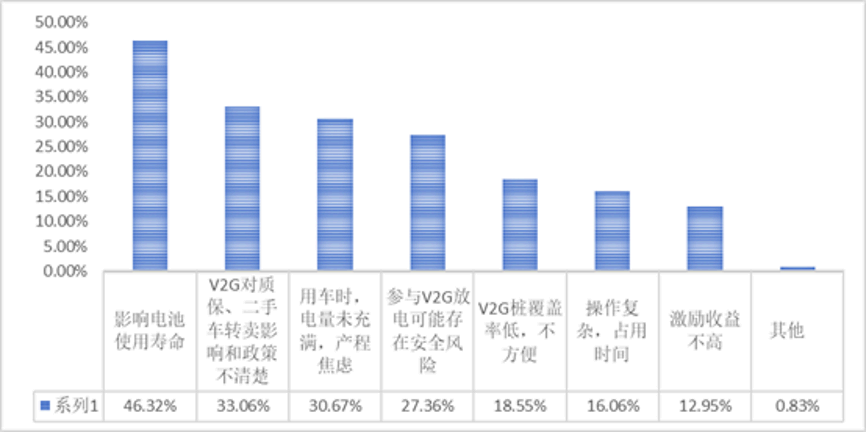 50.00%
45.00%
40.00%
35.00%
30.00%
25.00%
20.00%
15.00%
10.00%
5.00%
0.00%
影响电池
使用寿命
V2G对质
保、二手
车转卖影
响和政策
不清楚
用车时，
电量未充
满，产程
焦虑
参与V2G放
电可能存
在安全风
险
V2G桩覆盖
率低，不
方便
操作复
杂，占用
时间
激励收益
不高
其他
系列1 46.32% 33.06% 30.67% 27.36% 18.55% 16.06% 12.95% 0.83%